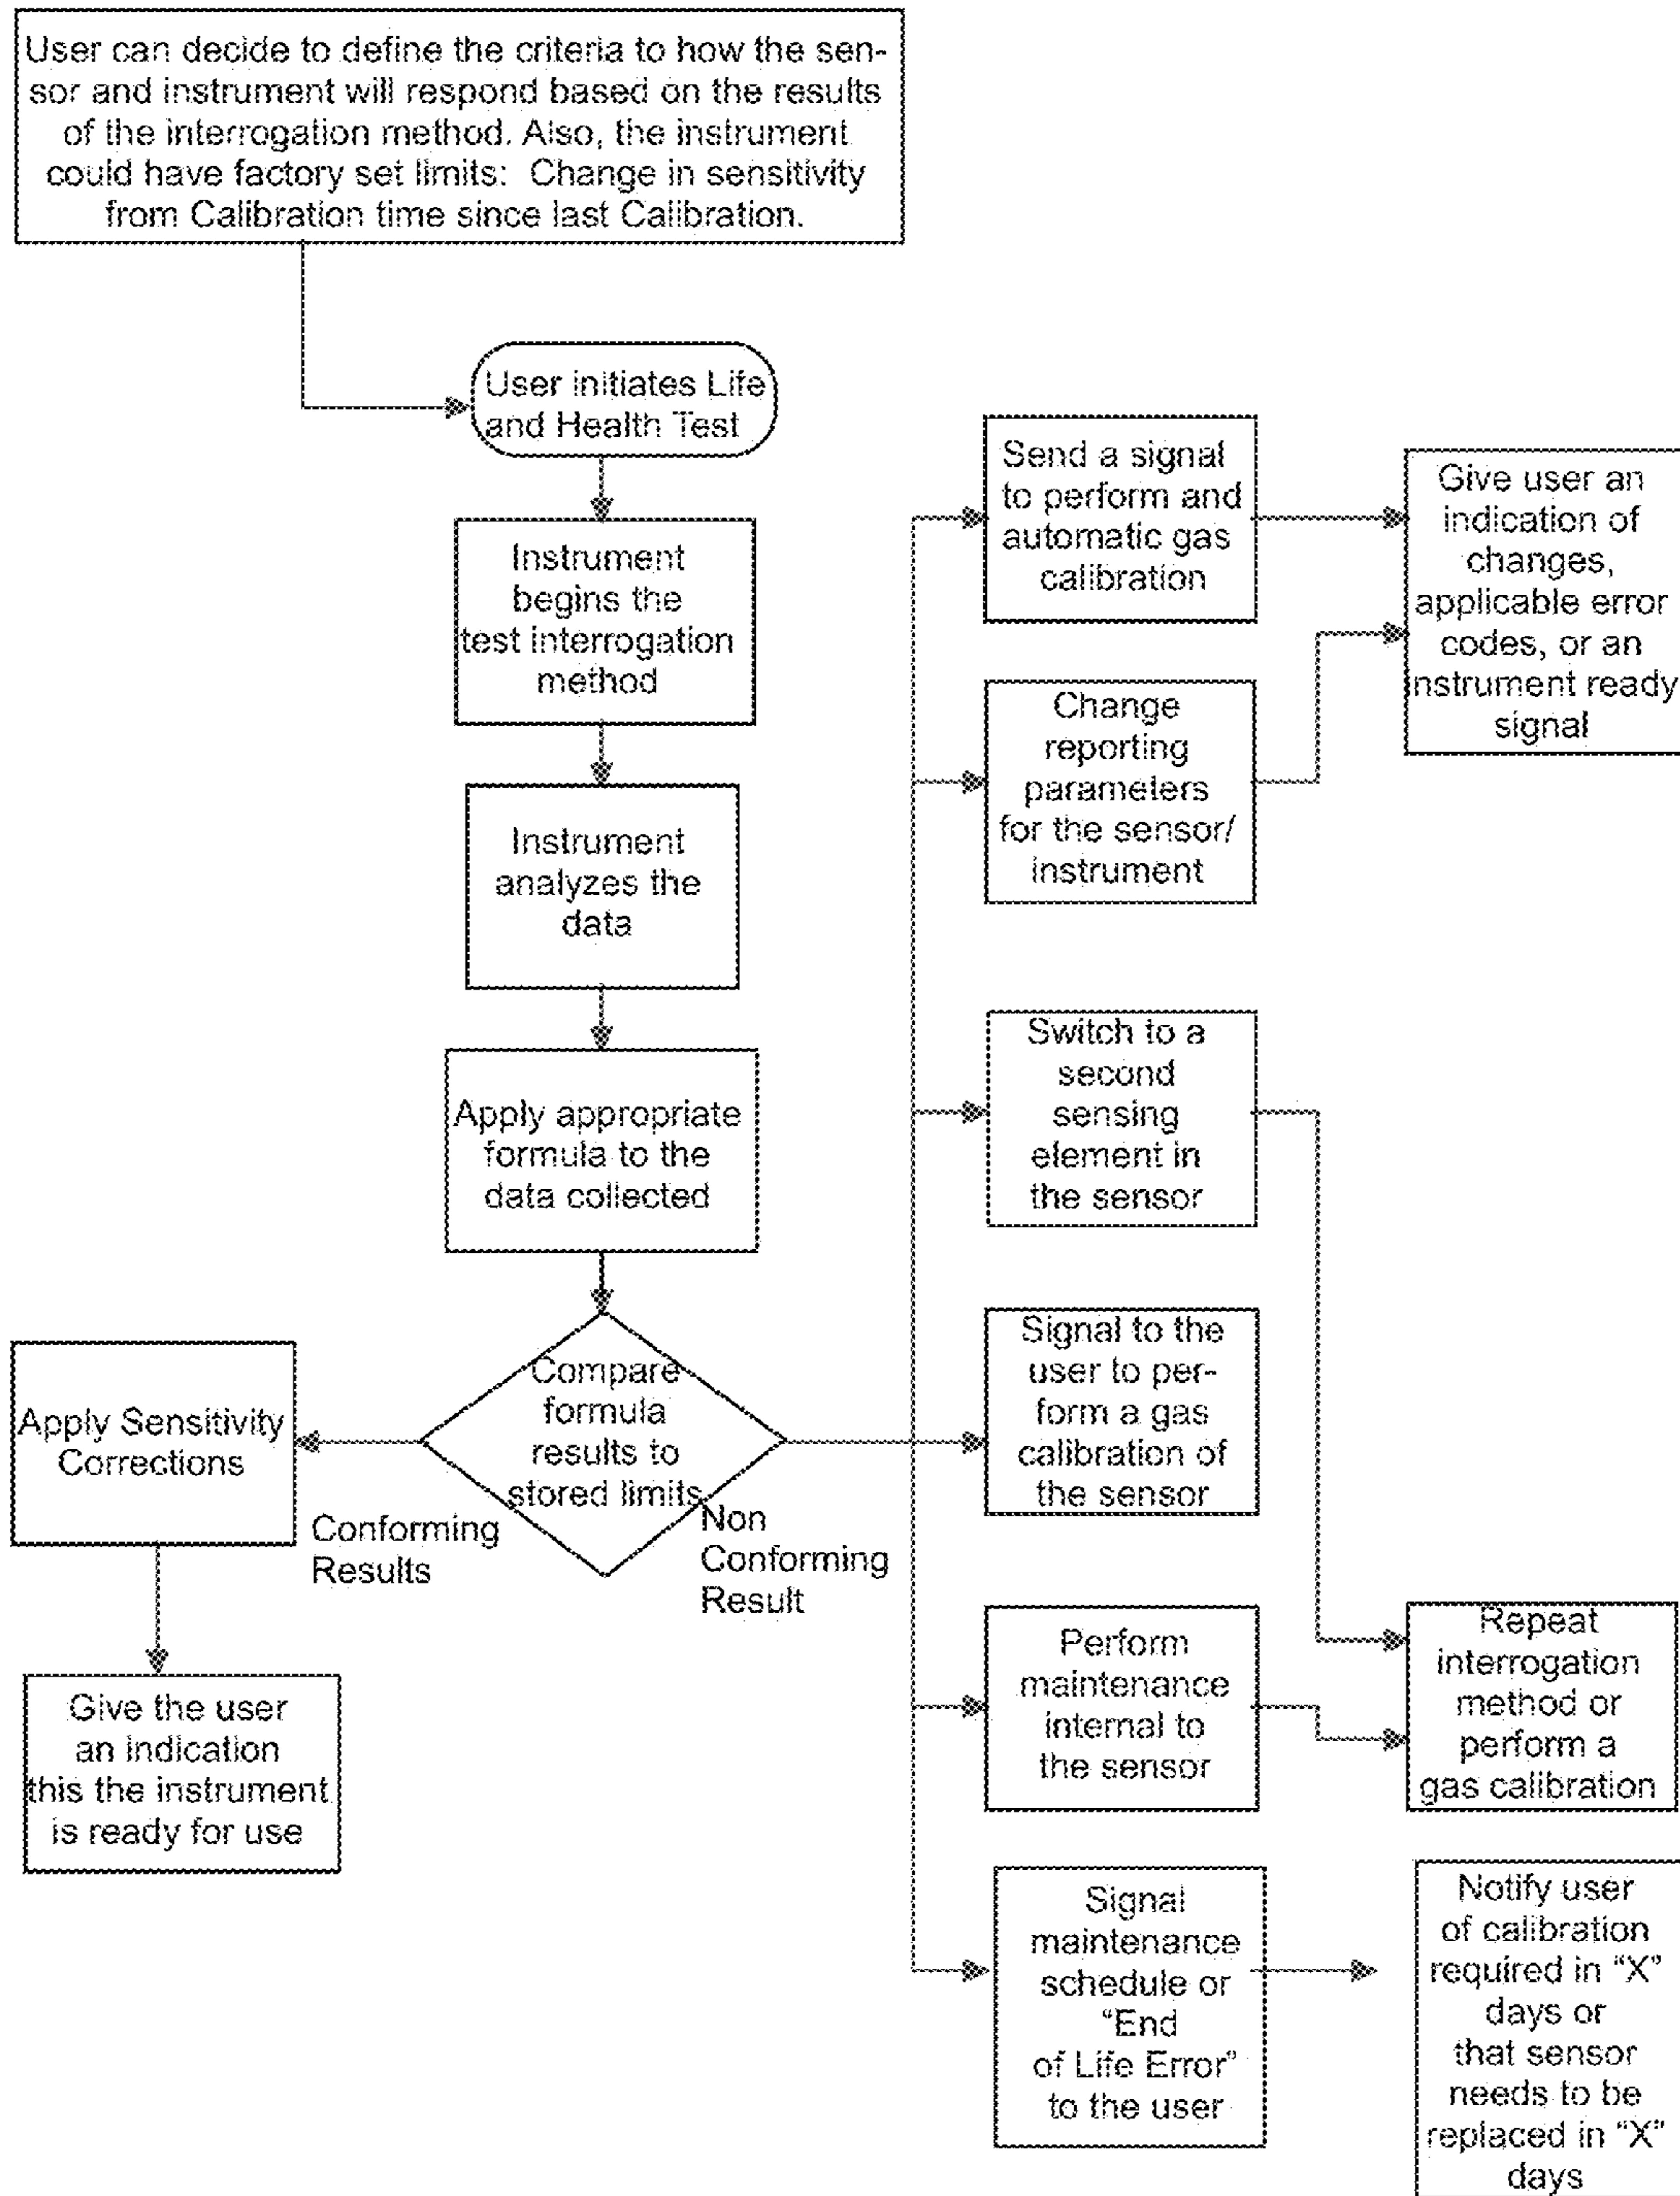 User can decide to define the criteria to how the sen-
sor and instrument will respond based on the results
of the interrogation method. Also, the instrument
could have factory set limits: Change in sensitivity
from Calibration time since last Calibration.
User initiates Life
and Health Test
Instrument
begins the
test interrogation
method
Instrument
analyzes the
data
Apply appropriate
formula to the
data collected
Compare
formula
results to
stored limits
Conforming
Results
Apply Sensitivity
Corrections
Give the user
an indication
this the instrument
is ready for use
Non
Conforming
Result
Send a signal
to perform and
automatic gas
calibration
Change
reporting
parameters
for the sensor/
instrument
Give user an
indication of
changes,
applicable error
codes, or an
instrument ready
signal
Switch to a
second
sensing
element in
the sensor
Signal to the
user to per-
form a gas
calibration of
the sensor
Perform
maintenance
internal to
the sensor
Repeat
interrogation
method or
perform a
gas calibration
Signal
maintenance
schedule or
“End
of Life Error”
to the user
Notify user
of calibration
required in “X”
days or
that sensor
needs to be
replaced in “X”
days